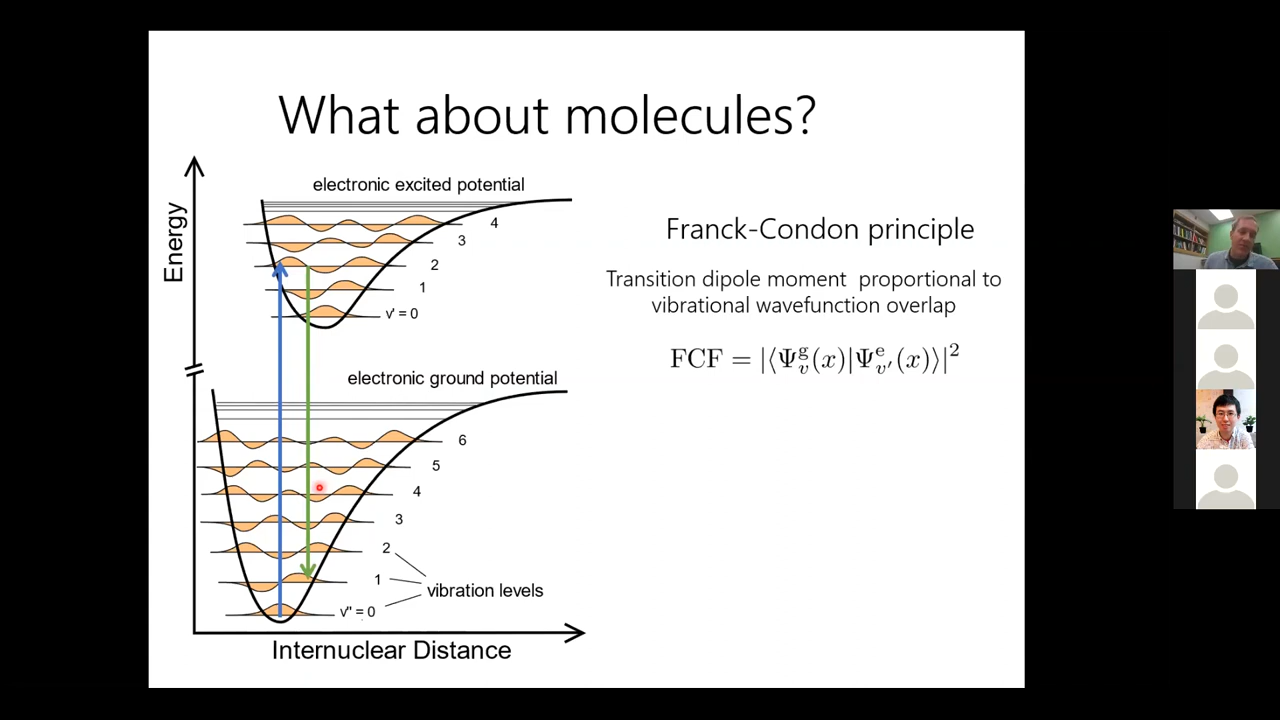 What about molecules?
Energy
electronic excited potential
4
3
2
1
v' = 0
electronic ground potential
6
5
4
3
2
1
v'' = 0
vibration levels
Internuclear Distance
Franck-Condon principle
Transition dipole moment proportional to
vibrational wavefunction overlap
FCF = |⟨Ψᵍᵥ(x)|Ψᵉᵥ′(x)⟩|²